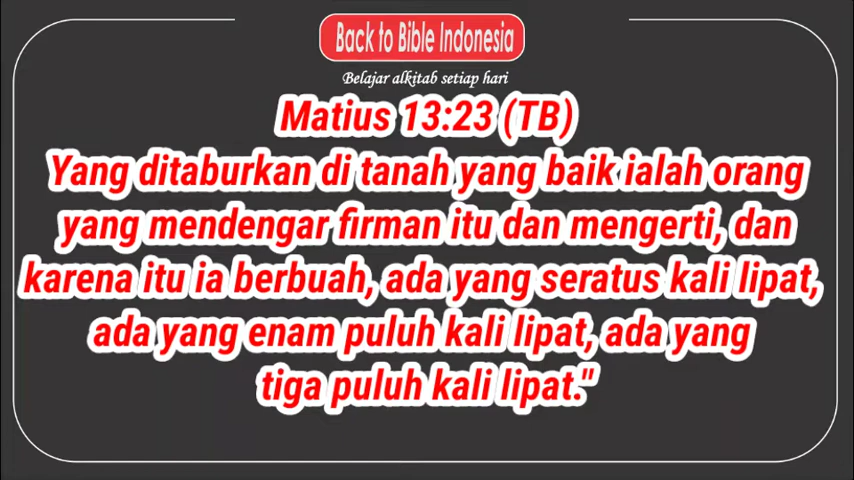 Back to Bible Indonesia
Belajar alkitab setiap hari
Matius 13:23 (TB)
Yang ditaburkan di tanah yang baik ialah orang
yang mendengar firman itu dan mengerti, dan
karena itu ia berbuah, ada yang seratus kali lipat,
ada yang enam puluh kali lipat, ada yang
tiga puluh kali lipat."